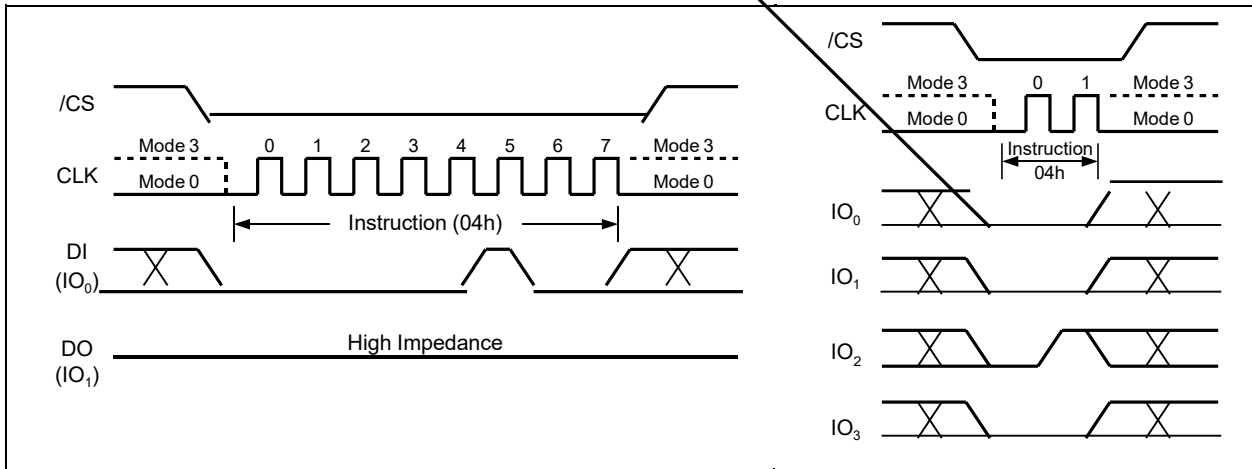 /CS
Mode 3 0 1 2 3 4 5 6 7 Mode 3
CLK
Mode 0 Mode 0
Instruction (04h)
DI
(IO₀)
High Impedance
DO
(IO₁)
/CS
Mode 3 0 1 Mode 3
CLK
Mode 0 Mode 0
Instruction
04h
IO₀
IO₁
IO₂
IO₃